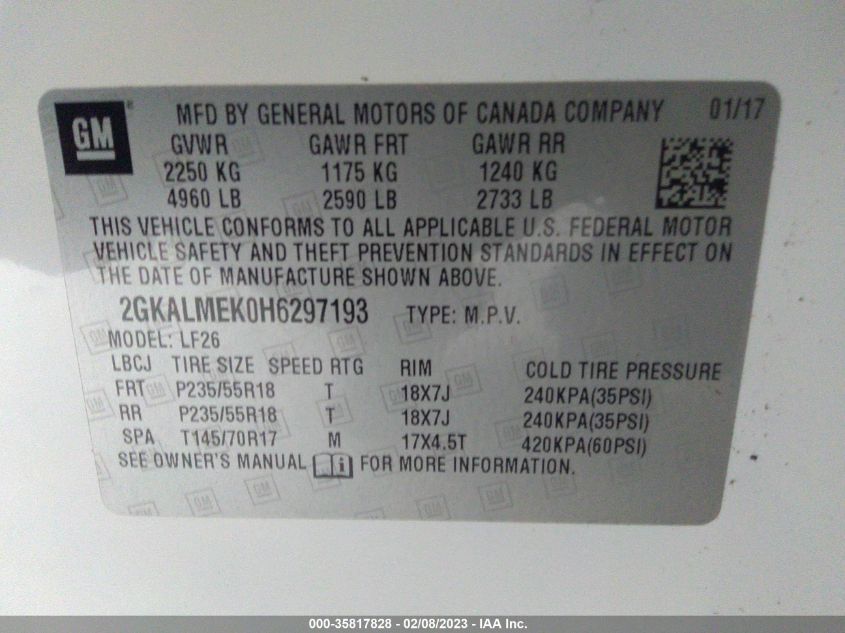 GM ® MFD BY GENERAL MOTORS OF CANADA COMPANY 01/17
GVWR GAWR FRT GAWR RR
2250 KG 1175 KG 1240 KG
4960 LB 2590 LB 2733 LB
THIS VEHICLE CONFORMS TO ALL APPLICABLE U.S. FEDERAL MOTOR
VEHICLE SAFETY AND THEFT PREVENTION STANDARDS IN EFFECT ON
THE DATE OF MANUFACTURE SHOWN ABOVE.
2GKALMEK0H6297193 TYPE: M.P.V.
MODEL: LF26
LBCJ TIRE SIZE SPEED RTG RIM COLD TIRE PRESSURE
FRT P235/55R18 T 18X7J 240KPA(35PSI)
RR P235/55R18 T 18X7J 240KPA(35PSI)
SPA T145/70R17 M 17X4.5T 420KPA(60PSI)
SEE OWNER'S MANUAL FOR MORE INFORMATION.
000-35817828 - 02/08/2023 - IAA Inc.